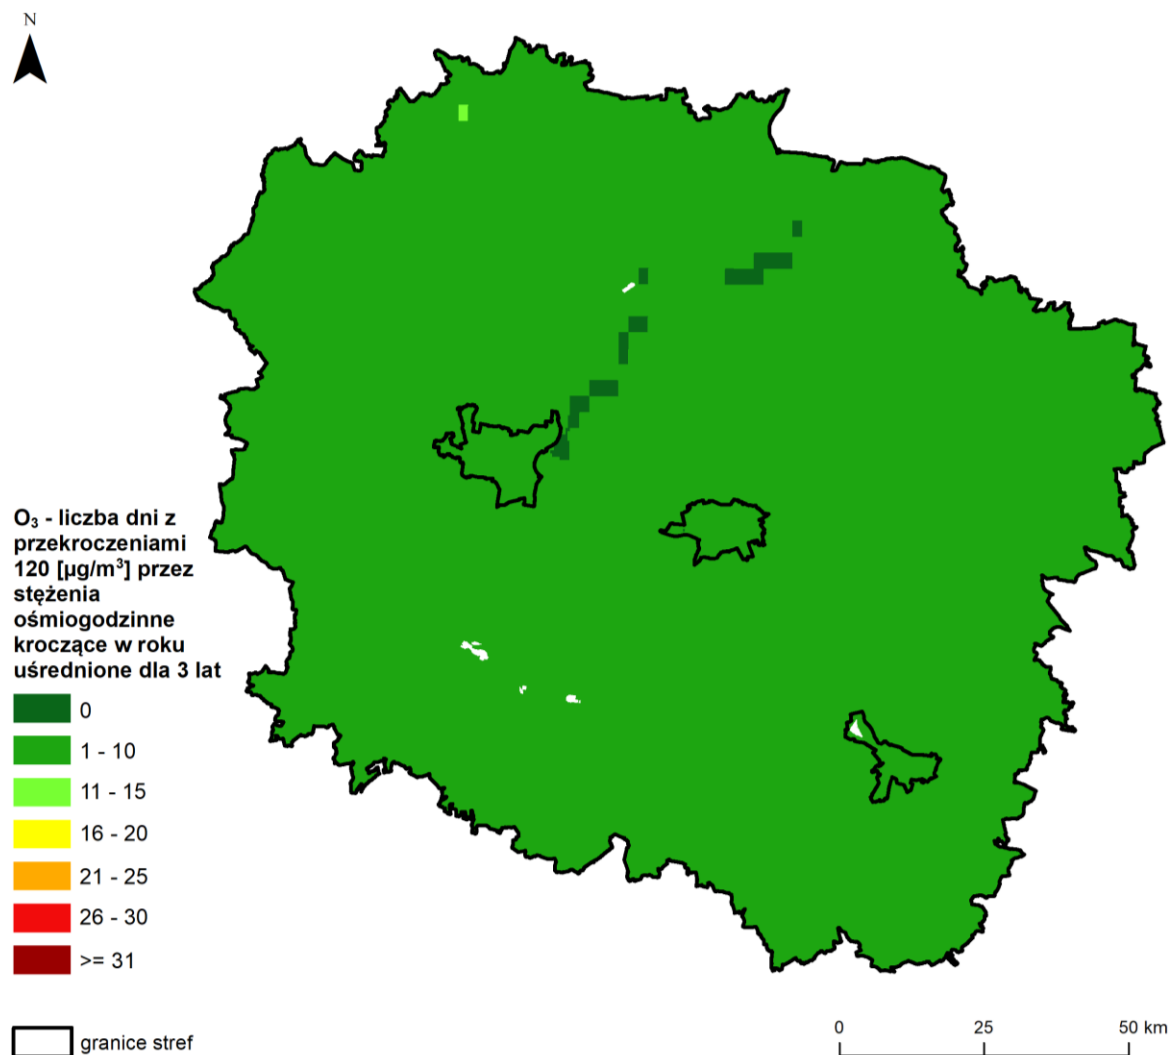 N
O₃ - liczba dni z
przekroczeniami
120 [µg/m³] przez
stężenia
ośmiogodzinne
kroczące w roku
uśrednione dla 3 lat
0
1 - 10
11 - 15
16 - 20
21 - 25
26 - 30
>= 31
granice stref
0 25 50 km